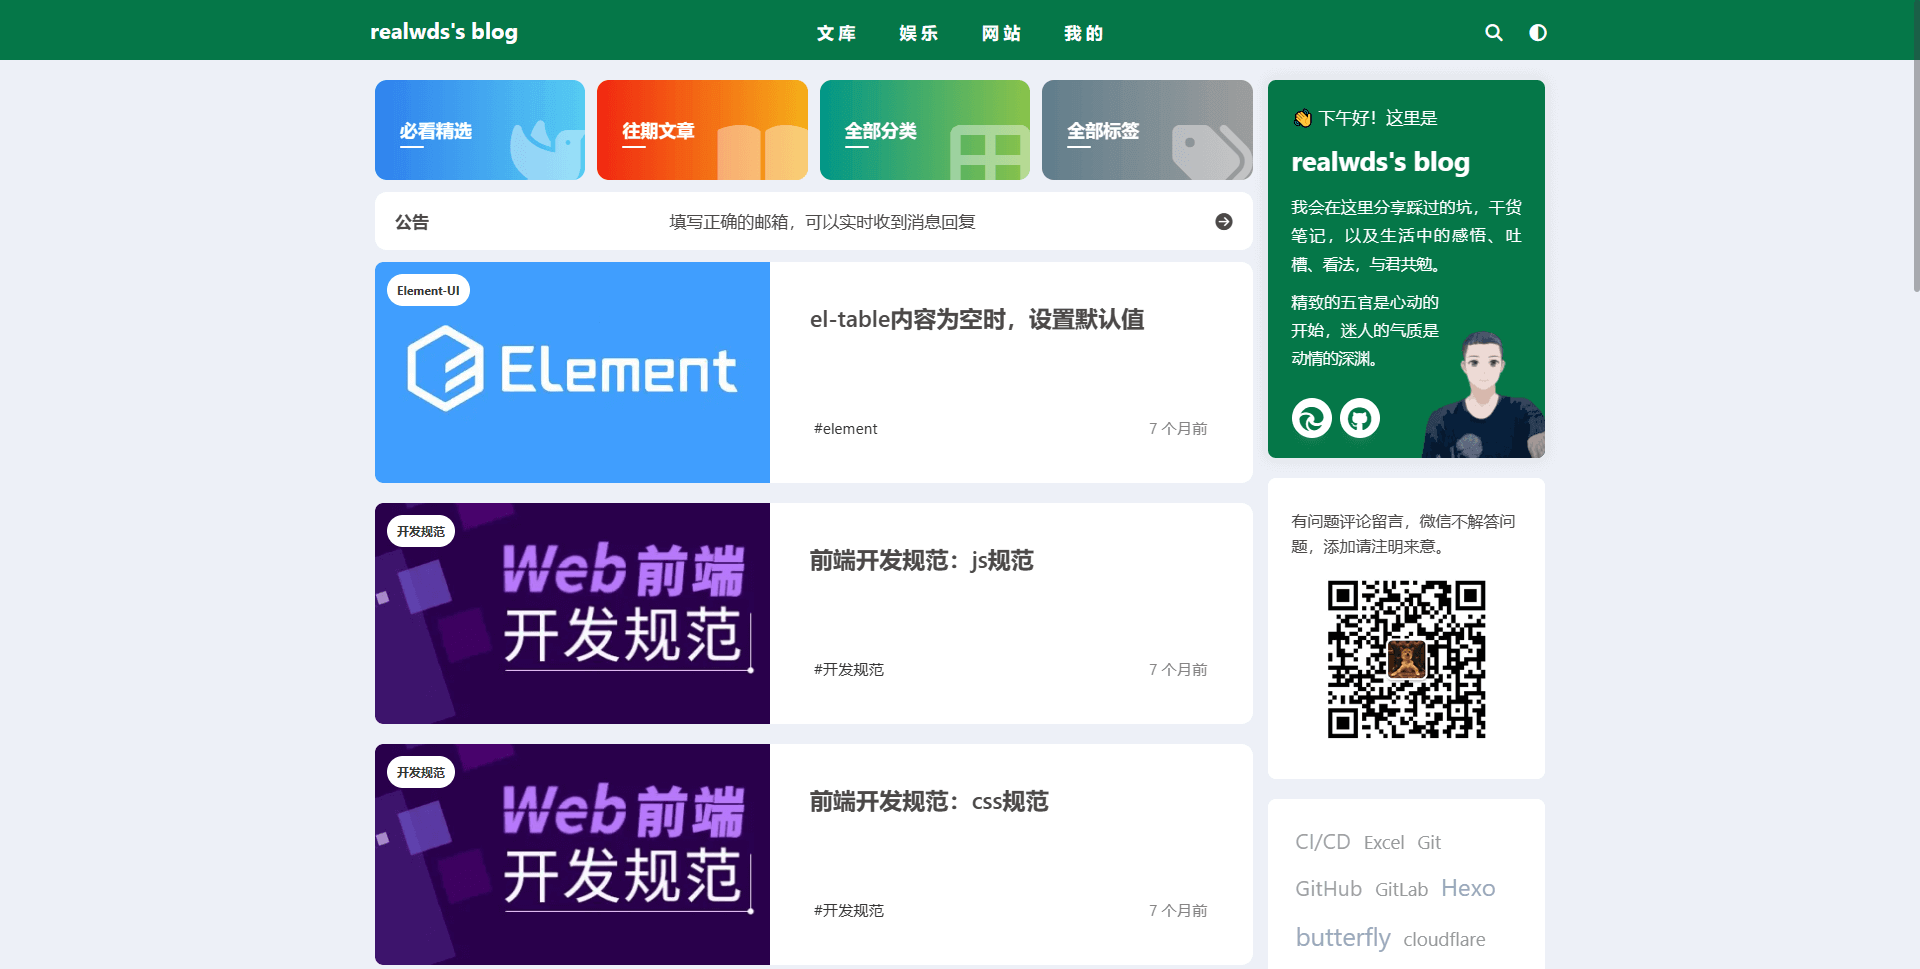 realwds's blog
文库 娱乐 网站 我的
必看精选
往期文章
全部分类
全部标签
公告
填写正确的邮箱，可以实时收到消息回复
Element-UI
Element
el-table内容为空时，设置默认值
#element
7 个月前
开发规范
Web前端
开发规范
前端开发规范：js规范
#开发规范
7 个月前
开发规范
Web前端
开发规范
前端开发规范：css规范
#开发规范
7 个月前
👋 下午好！这里是
realwds's blog
我会在这里分享踩过的坑，干货
笔记，以及生活中的感悟、吐
槽、看法，与君共勉。
精致的五官是心动的
开始，迷人的气质是
动情的深渊。
有问题评论留言，微信不解答问
题，添加请注明来意。
CI/CD Excel Git
GitHub GitLab Hexo
butterfly cloudflare